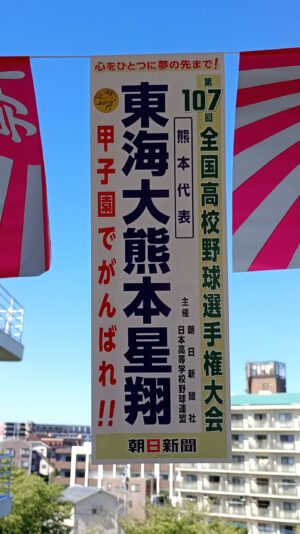 心をひとつに夢の先まで!
第107回全国高校野球選手権大会
熊本代表
主催 朝日新聞社
日本高等学校野球連盟
東海大熊本星翔
甲子園でがんばれ!!
朝日新聞